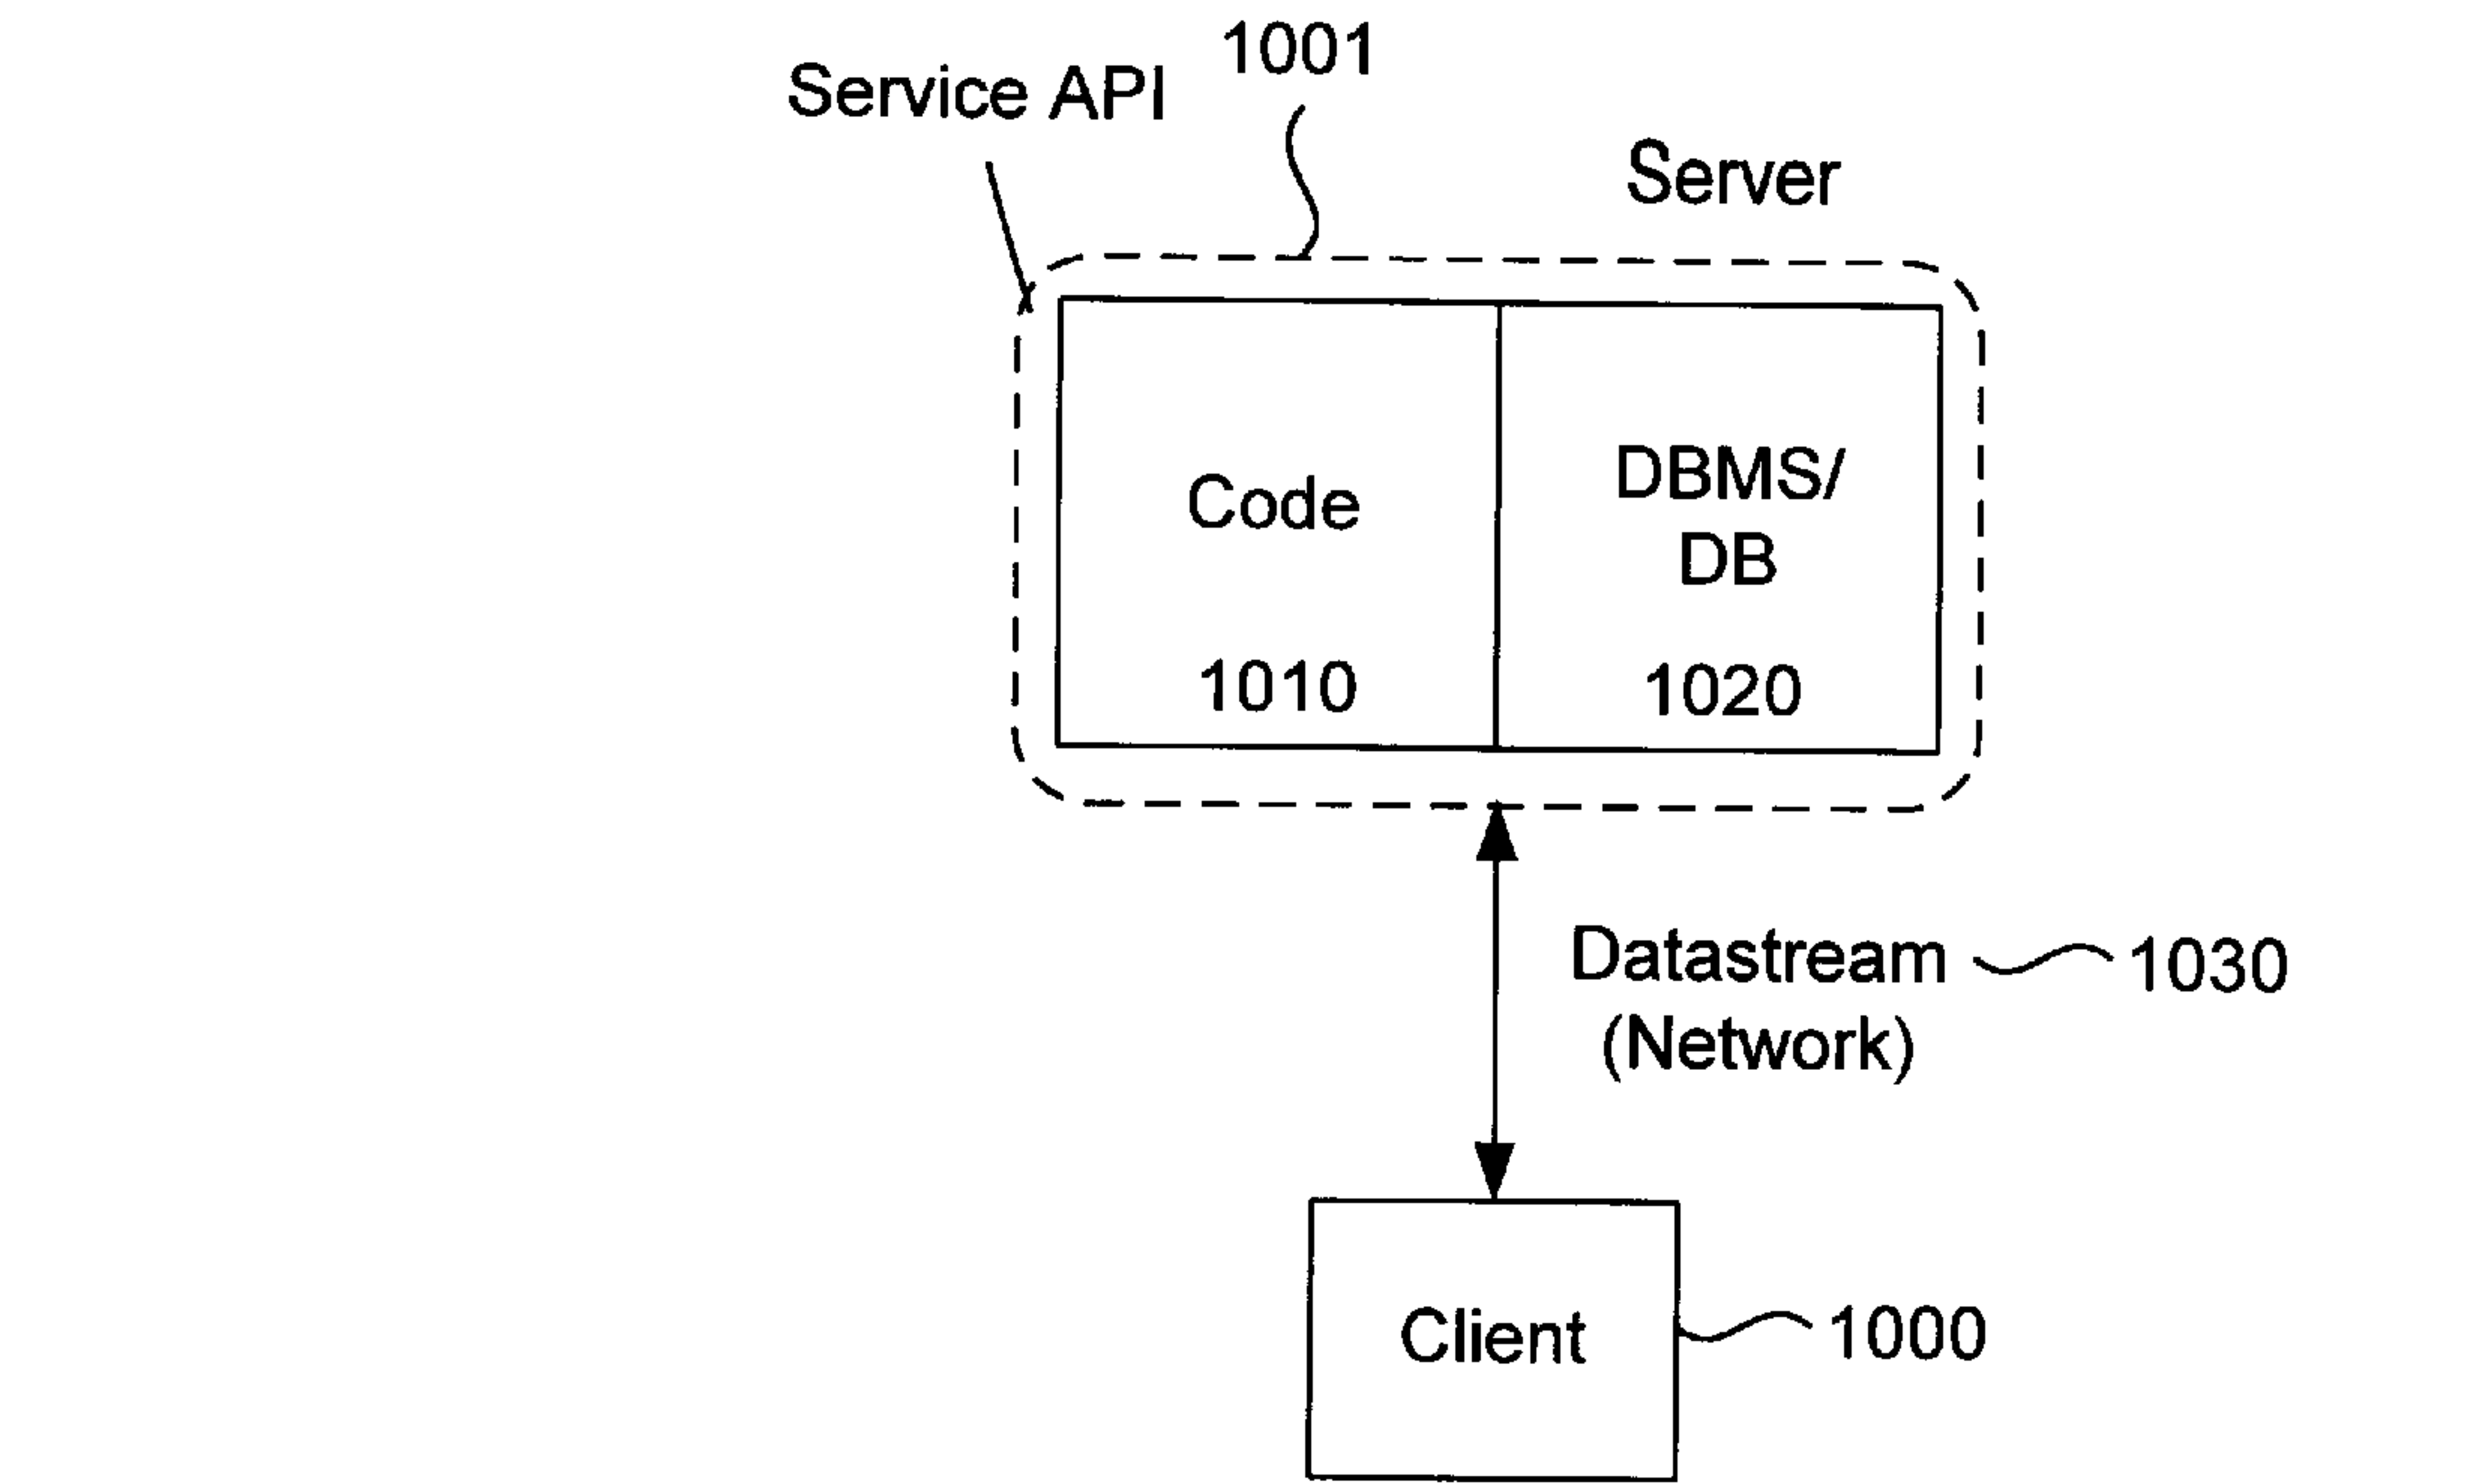 1001
Service API
Server
Code
DBMS/
DB
1010
1020
Datastream
1030
(Network)
Client
1000